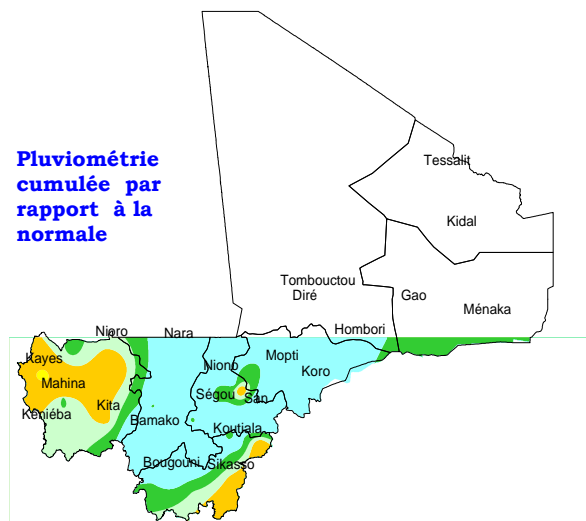 Pluviométrie
cumulée par
rapport à la
normale
Tessalit
Kidal
Tombouctou
Diré
Gao
Ménaka
Hombori
Nioro
Nara
Kayes
Niono
Mopti
Koro
Mahina
Ségou
San
Kéniéba
Kita
Bamako
Koutiala
Bougouni
Sikasso